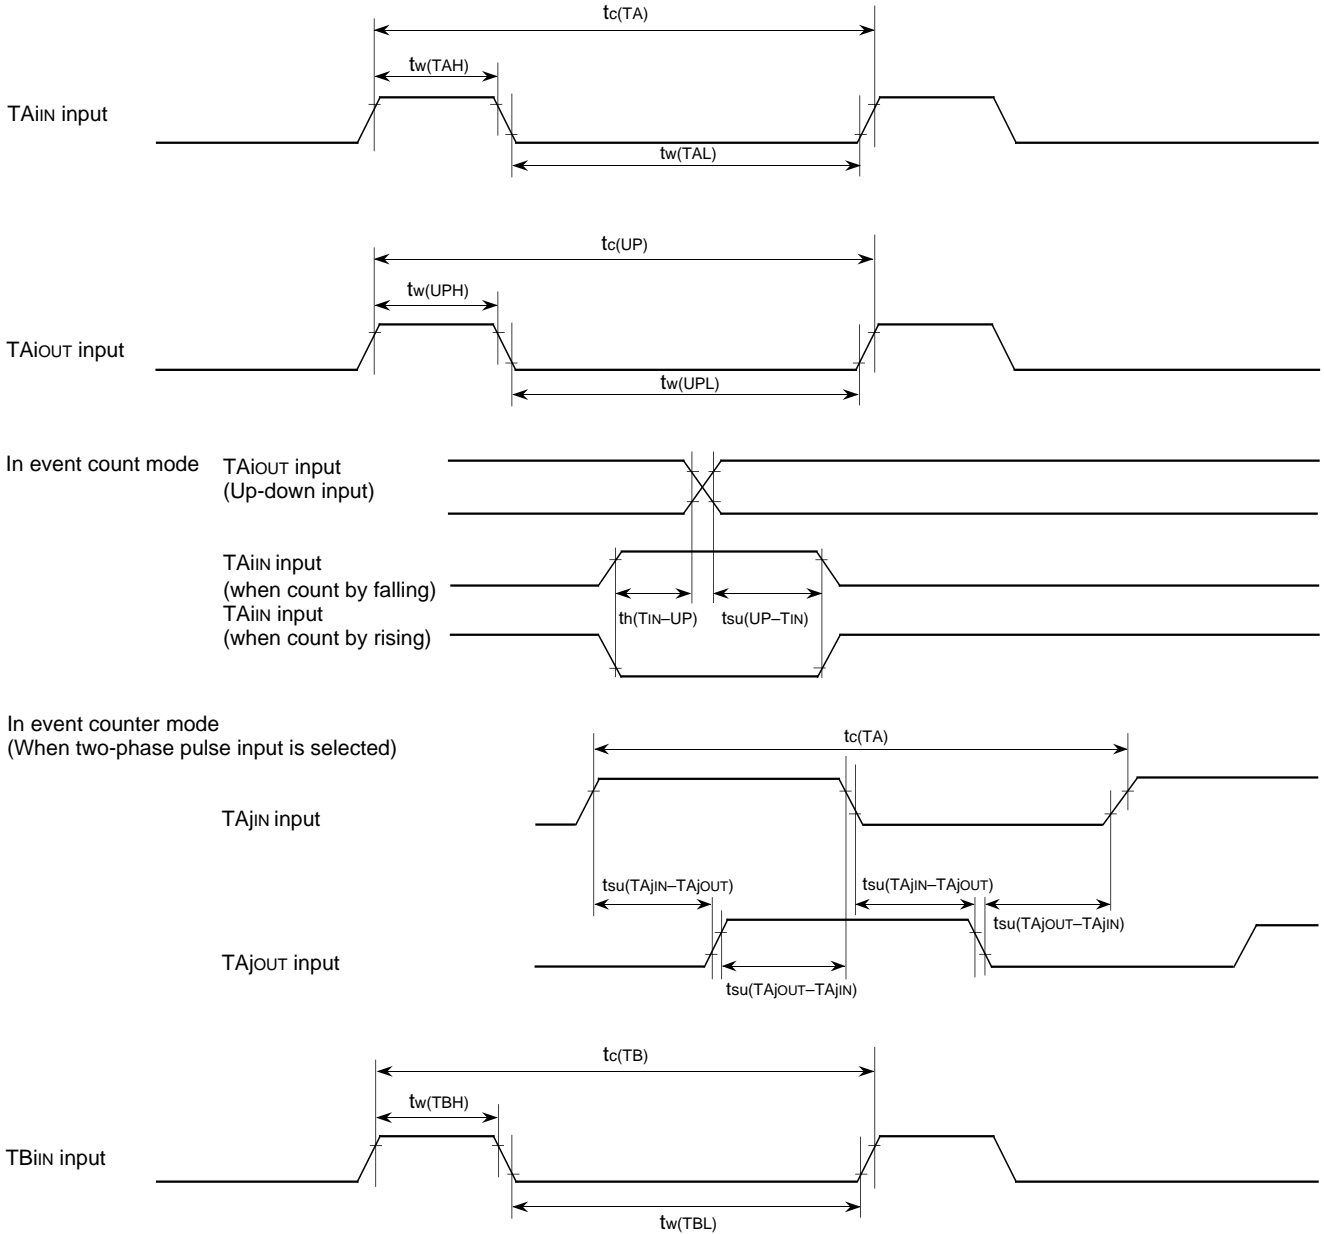 tc(TA)
tw(TAH)
TAiIN input
tw(TAL)
tc(UP)
tw(UPH)
TAiOUT input
tw(UPL)
In event count mode
TAiOUT input
(Up-down input)
TAiIN input
(when count by falling)
TAiIN input
(when count by rising)
th(TIN–UP)
tsu(UP–TIN)
In event counter mode
(When two-phase pulse input is selected)
tc(TA)
TAjIN input
tsu(TAjIN–TAjOUT)
tsu(TAjIN–TAjOUT)
tsu(TAjOUT–TAjIN)
TAjOUT input
tsu(TAjOUT–TAjIN)
tc(TB)
tw(TBH)
TBiIN input
tw(TBL)